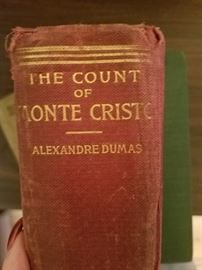 THE COUNT
OF
MONTE CRISTO
ALEXANDRE DUMAS